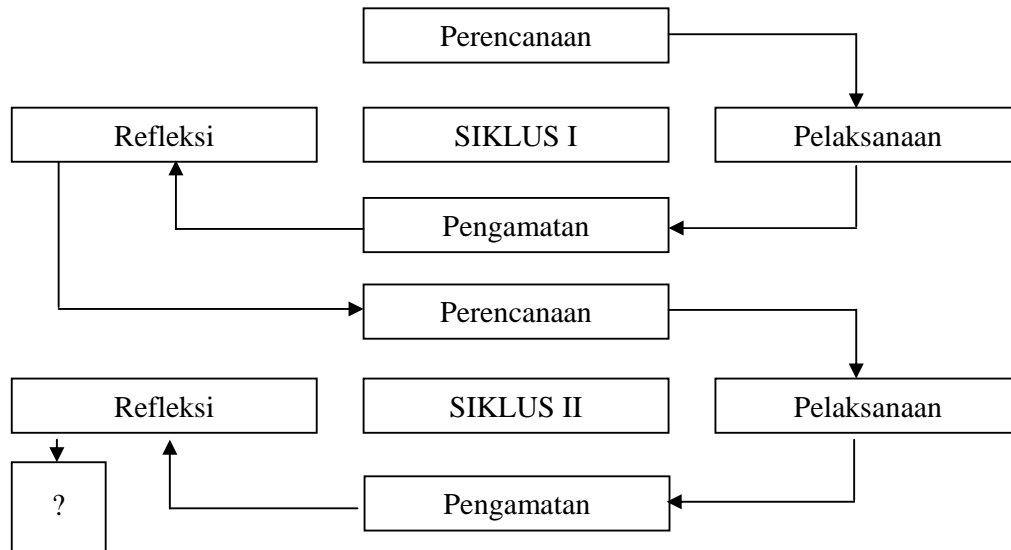 Perencanaan
Refleksi
SIKLUS I
Pelaksanaan
Pengamatan
Perencanaan
Refleksi
SIKLUS II
Pelaksanaan
?
Pengamatan